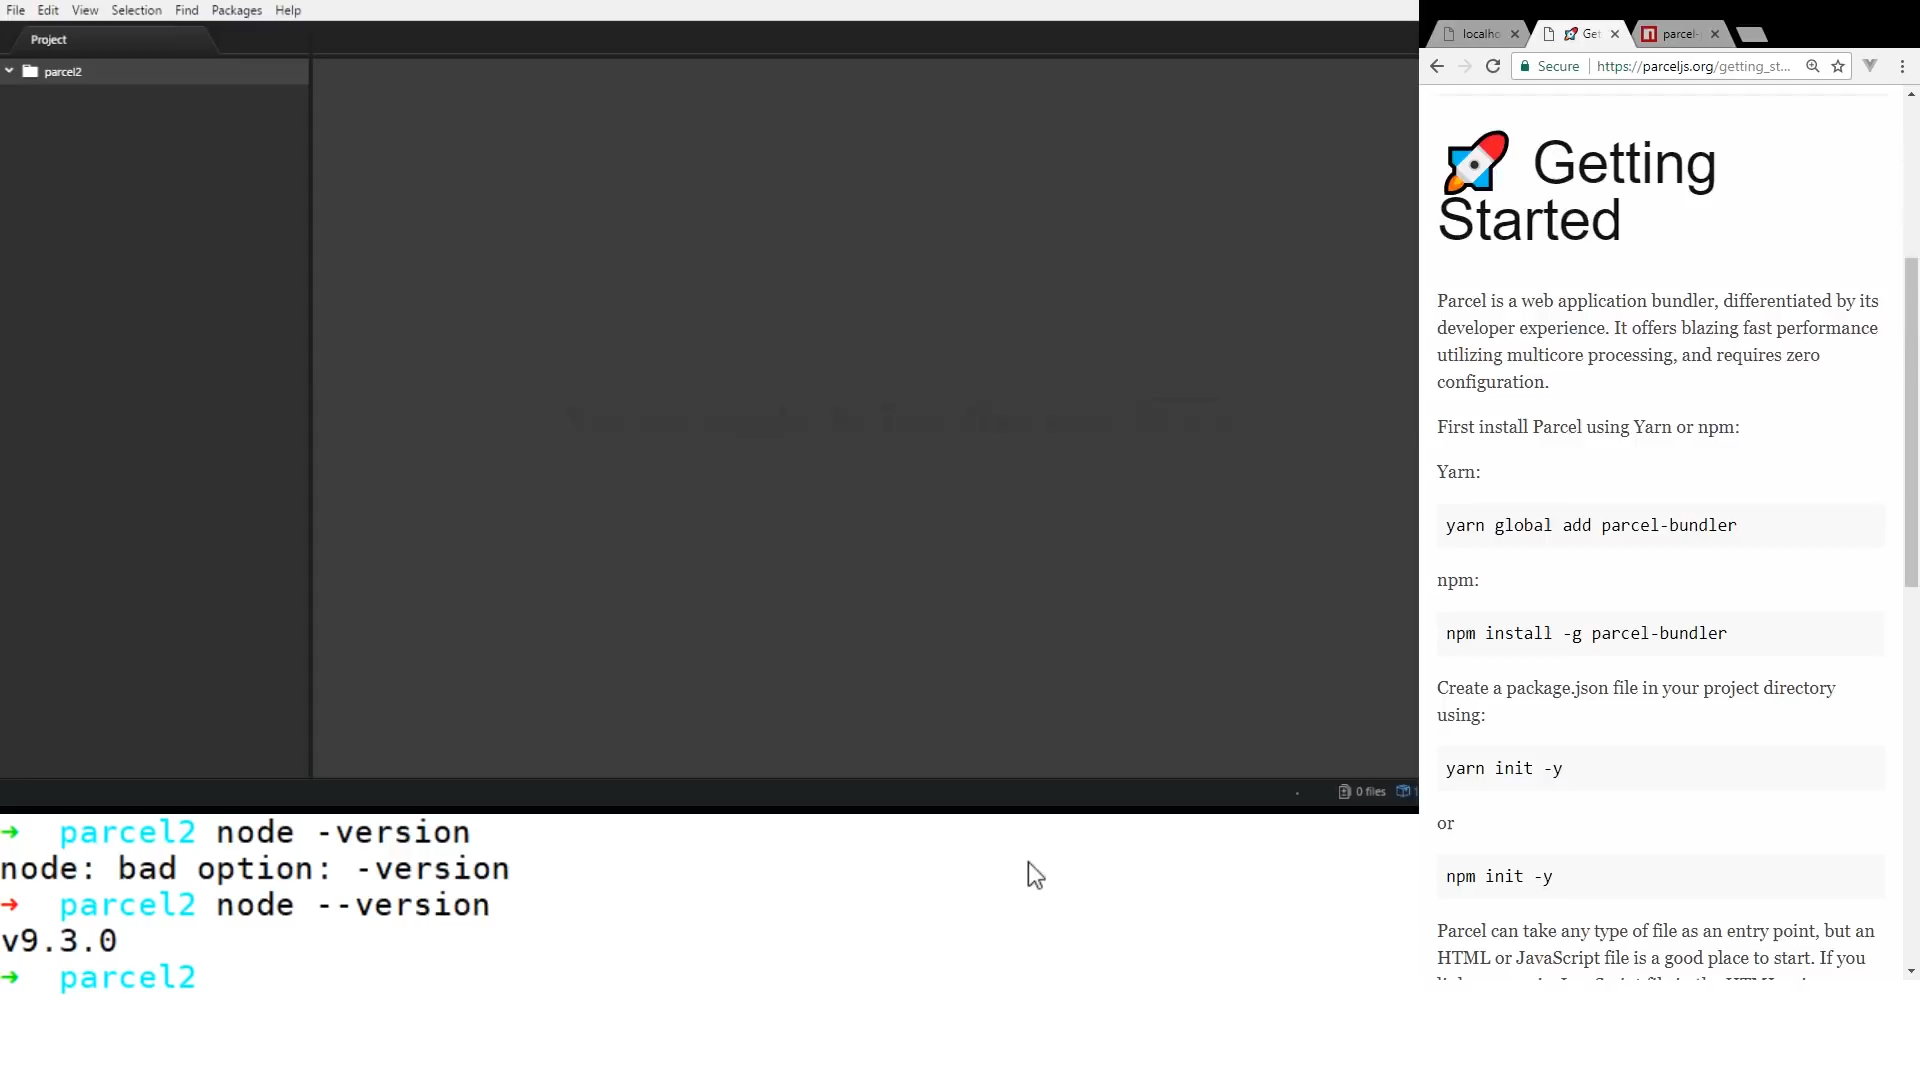 File Edit View Selection Find Packages Help
Project
parcel2
0 files 1
parcel2 node -version
node: bad option: -version
parcel2 node --version
v9.3.0
parcel2
localho Get parcel-
Secure https://parceljs.org/getting_st...
Getting
Started
Parcel is a web application bundler, differentiated by its
developer experience. It offers blazing fast performance
utilizing multicore processing, and requires zero
configuration.
First install Parcel using Yarn or npm:
Yarn:
yarn global add parcel-bundler
npm:
npm install -g parcel-bundler
Create a package.json file in your project directory
using:
yarn init -y
or
npm init -y
Parcel can take any type of file as an entry point, but an
HTML or JavaScript file is a good place to start. If you